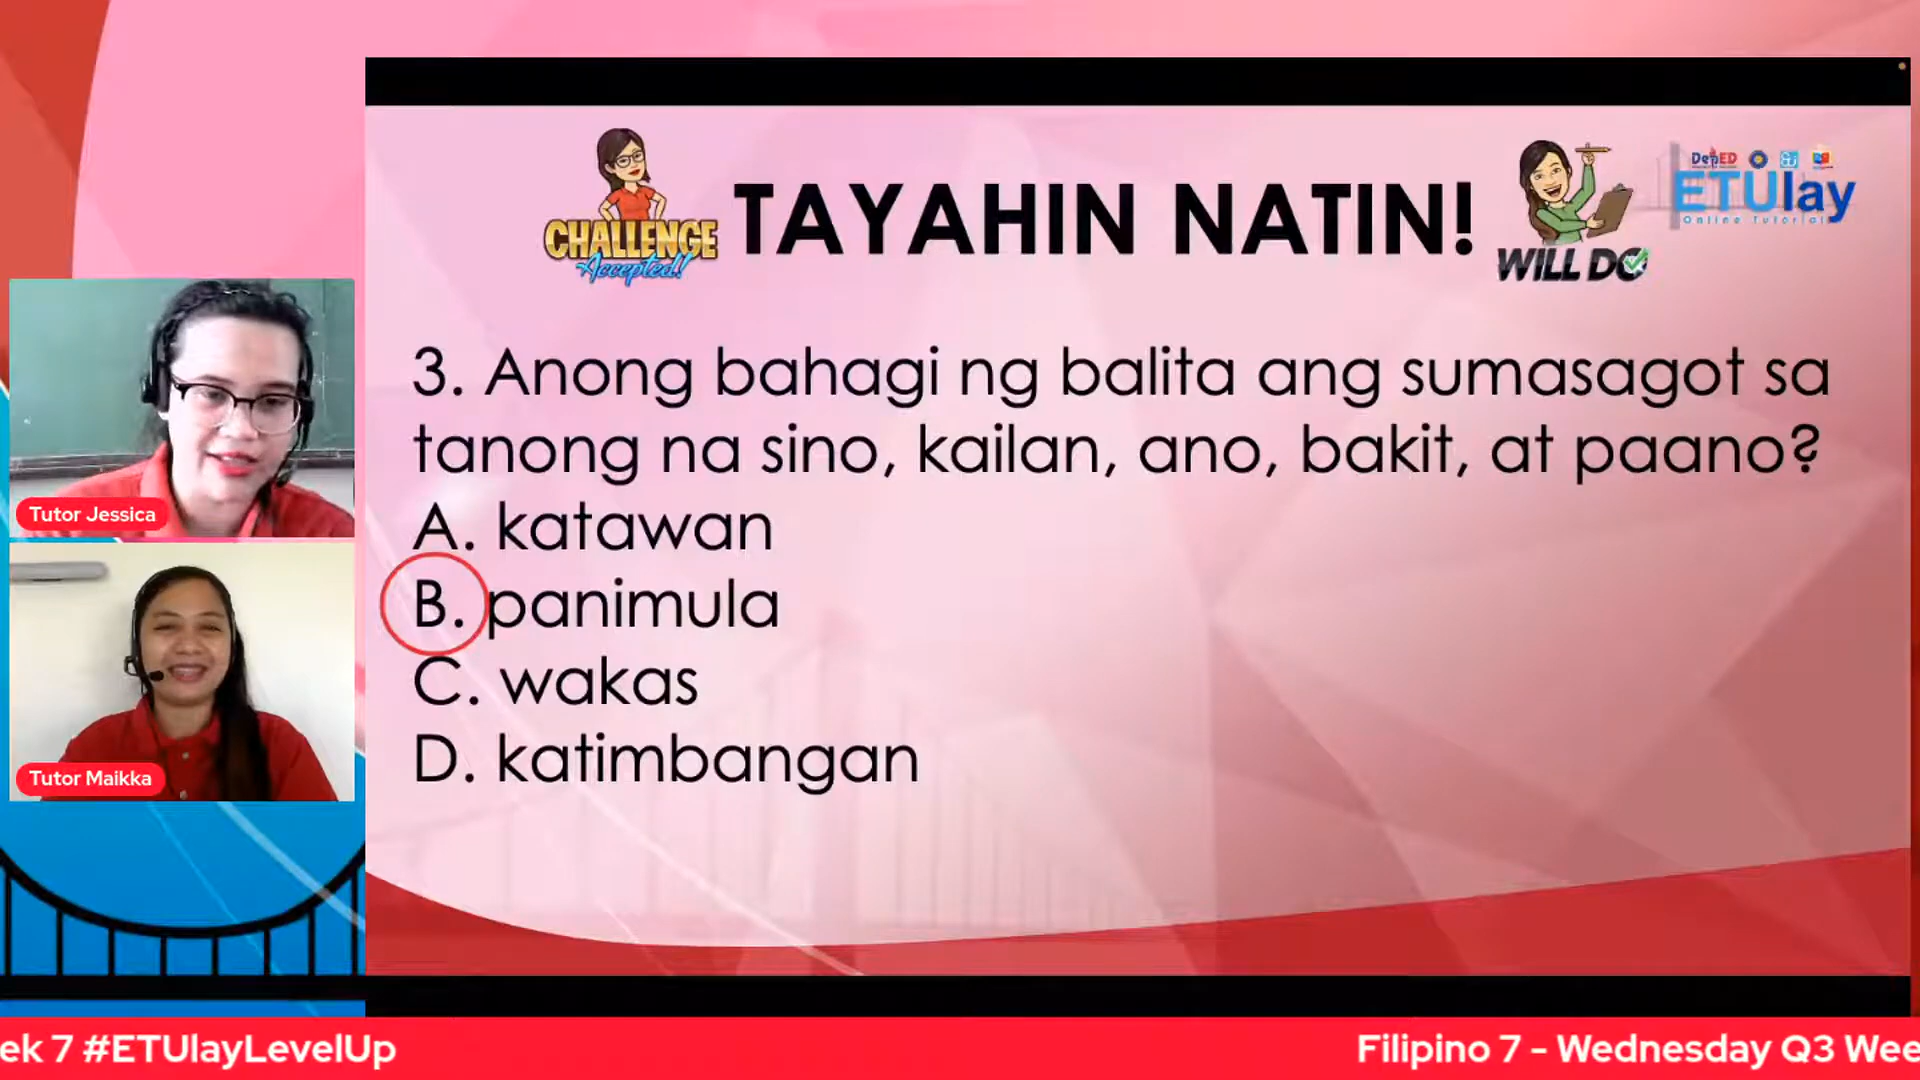 CHALLENGE
Accepted!
TAYAHIN NATIN!
WILL DO
DepED
ETUlay
Online Tutorial
3. Anong bahagi ng balita ang sumasagot sa
tanong na sino, kailan, ano, bakit, at paano?
A. katawan
B. panimula
C. wakas
D. katimbangan
Tutor Jessica
Tutor Maikka
ek 7 #ETUlayLevelUp
Filipino 7 - Wednesday Q3 Wee